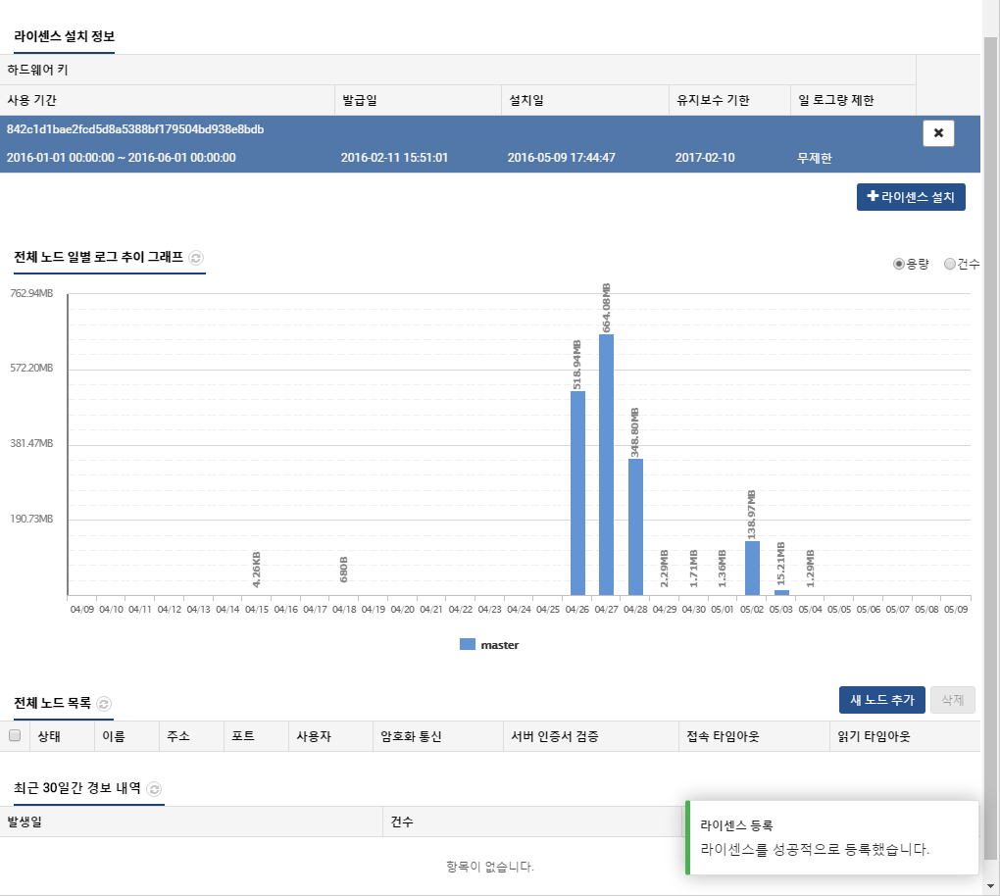 라이센스 설치 정보
하드웨어 키
사용 기간 발급일 설치일 유지보수 기한 일 로그량 제한
842c1d1bae2fcd5d8a5388bf179504bd938e8bdb
2016-01-01 00:00:00 ~ 2016-06-01 00:00:00 2016-02-11 15:51:01 2016-05-09 17:44:47 2017-02-10 무제한
라이센스 설치
전체 노드 일별 로그 추이 그래프
용량 건수
762.94MB
572.20MB
381.47MB
190.73MB
4.26KB
680B
518.94MB
664.08MB
348.80MB
2.29MB
1.71MB
1.36MB
138.97MB
15.21MB
1.29MB
04/09 04/10 04/11 04/12 04/13 04/14 04/15 04/16 04/17 04/18 04/19 04/20 04/21 04/22 04/23 04/24 04/25 04/26 04/27 04/28 04/29 04/30 05/01 05/02 05/03 05/04 05/05 05/06 05/07 05/08 05/09
master
전체 노드 목록
새 노드 추가 삭제
상태 이름 주소 포트 사용자 암호화 통신 서버 인증서 검증 접속 타임아웃 읽기 타임아웃
최근 30일간 경보 내역
발생일 건수
항목이 없습니다.
라이센스 등록
라이센스를 성공적으로 등록했습니다.